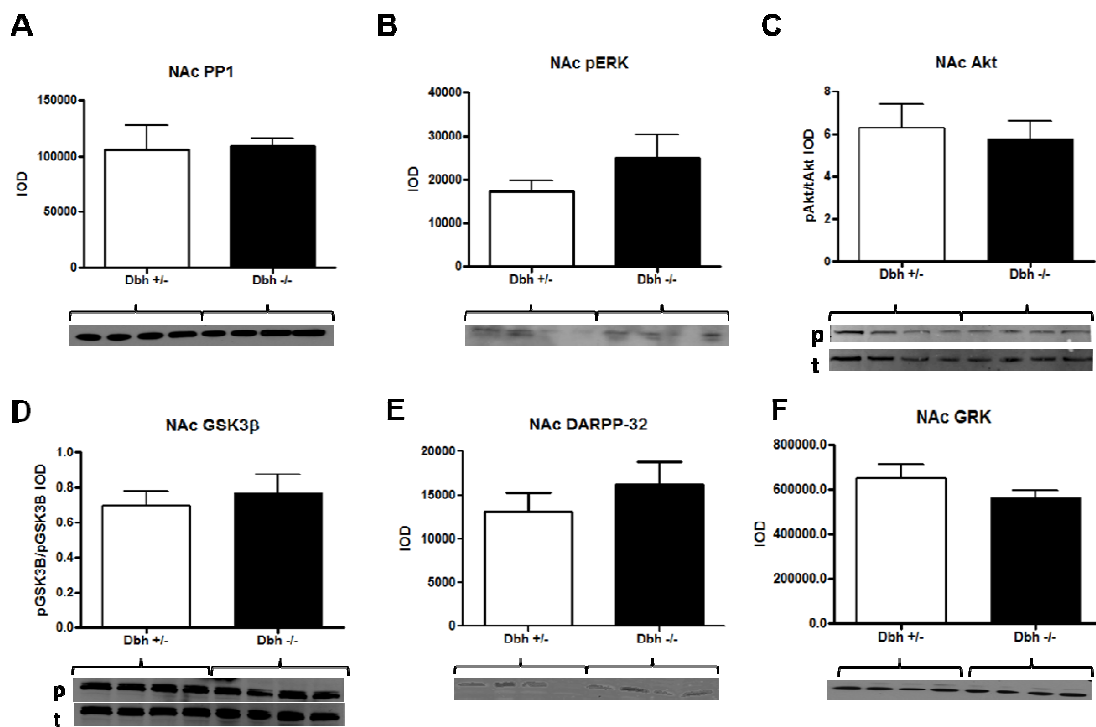 A
NAc PP1
IOD
150000
100000
50000
0
Dbh +/-
Dbh -/-
B
NAc pERK
IOD
40000
30000
20000
10000
0
Dbh +/-
Dbh -/-
C
NAc Akt
pAkt/tAkt IOD
8
6
4
2
0
Dbh +/-
Dbh -/-
p
t
D
NAc GSK3β
pGSK3B/pGSK3B IOD
1.0
0.8
0.6
0.4
0.2
0.0
Dbh +/-
Dbh -/-
p
t
E
NAc DARPP-32
IOD
20000
15000
10000
5000
0
Dbh +/-
Dbh -/-
F
NAc GRK
IOD
800000.0
600000.0
400000.0
200000.0
0.0
Dbh +/-
Dbh -/-